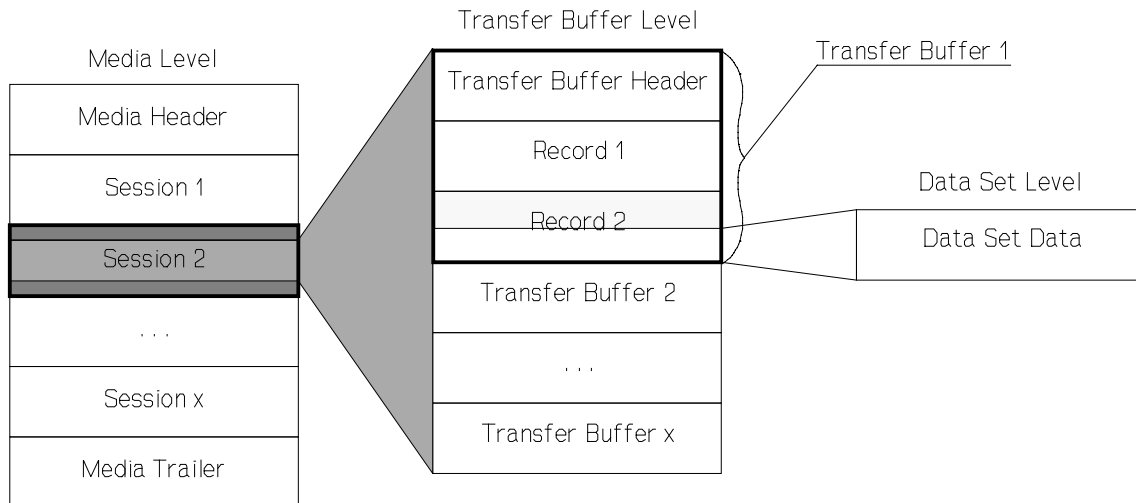 Media Level
Media Header
Session 1
Session 2
. . .
Session x
Media Trailer
Transfer Buffer Level
Transfer Buffer Header
Record 1
Record 2
Transfer Buffer 2
. . .
Transfer Buffer x
Transfer Buffer 1
Data Set Level
Data Set Data